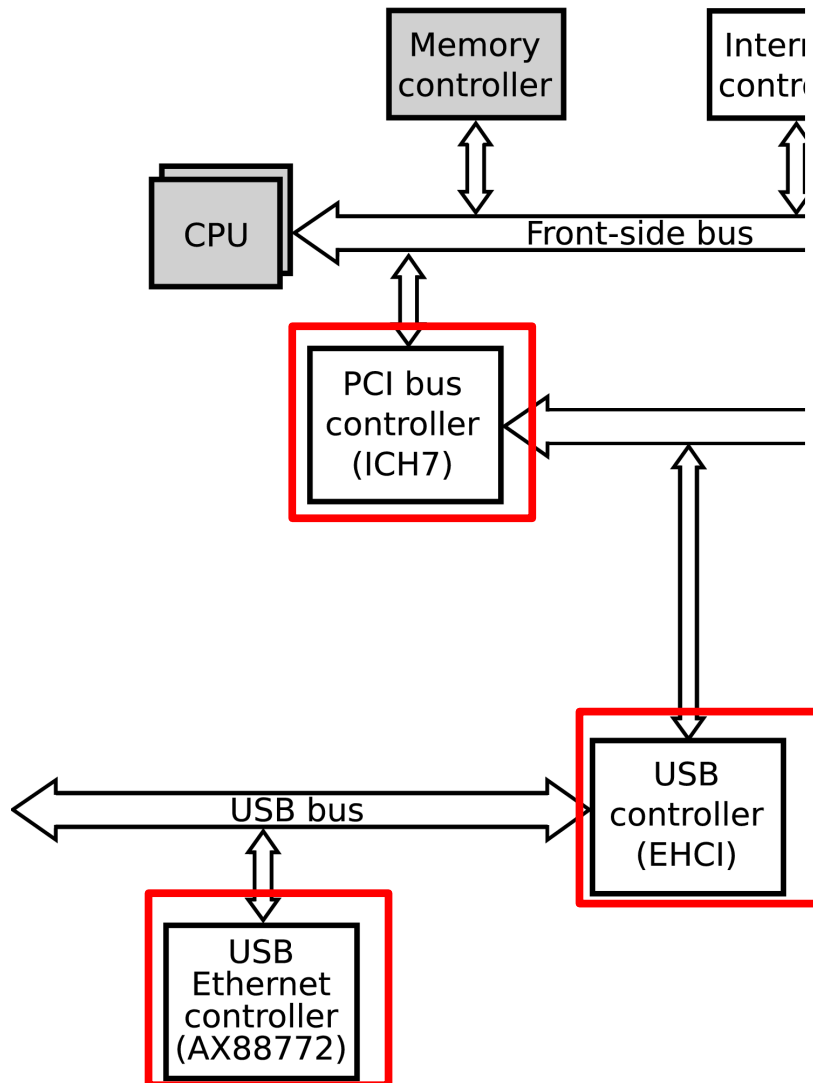 Memory
controller
CPU
Front-side bus
PCI bus
controller
(ICH7)
USB
controller
(EHCI)
USB bus
USB
Ethernet
controller
(AX88772)